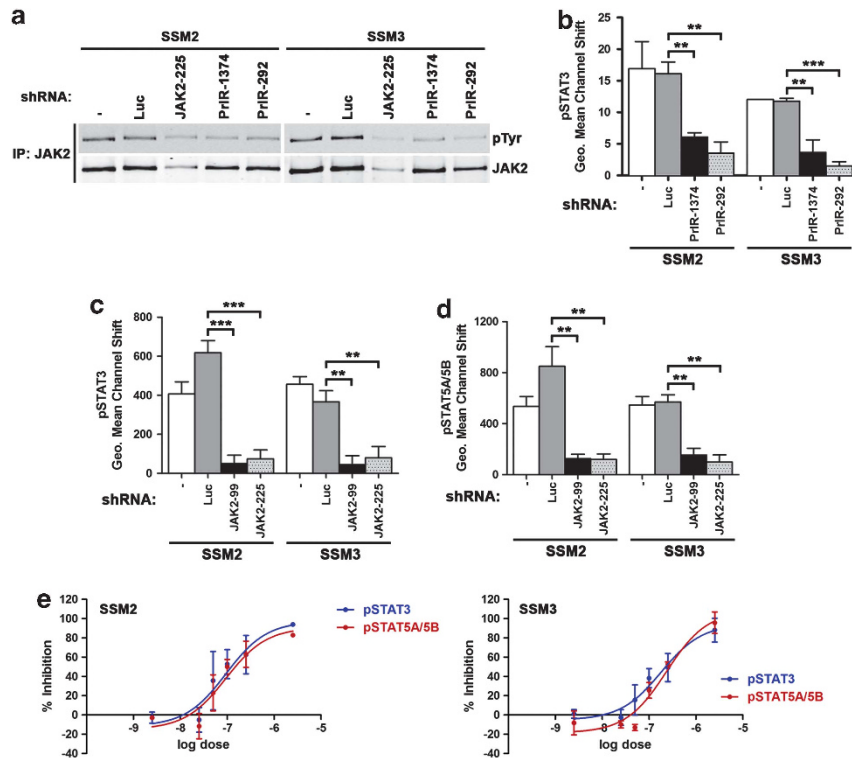 a
SSM2
SSM3
shRNA:
-
Luc
JAK2-225
PrlR-1374
PrlR-292
-
Luc
JAK2-225
PrlR-1374
PrlR-292
IP: JAK2
pTyr
JAK2
b
pSTAT3
Geo. Mean Channel Shift
25
20
15
10
5
0
**
**
***
**
shRNA:
-
Luc
PrlR-1374
PrlR-292
-
Luc
PrlR-1374
PrlR-292
SSM2
SSM3
c
pSTAT3
Geo. Mean Channel Shift
800
600
400
200
0
***
***
**
**
shRNA:
-
Luc
JAK2-99
JAK2-225
-
Luc
JAK2-99
JAK2-225
SSM2
SSM3
d
pSTAT5A/5B
Geo. Mean Channel Shift
1200
800
400
0
**
**
**
**
shRNA:
-
Luc
JAK2-99
JAK2-225
-
Luc
JAK2-99
JAK2-225
SSM2
SSM3
e
SSM2
% Inhibition
120
100
80
60
40
20
0
-20
-40
-9
-8
-7
-6
-5
log dose
pSTAT3
pSTAT5A/5B
SSM3
% Inhibition
120
100
80
60
40
20
0
-20
-40
-9
-8
-7
-6
-5
log dose
pSTAT3
pSTAT5A/5B